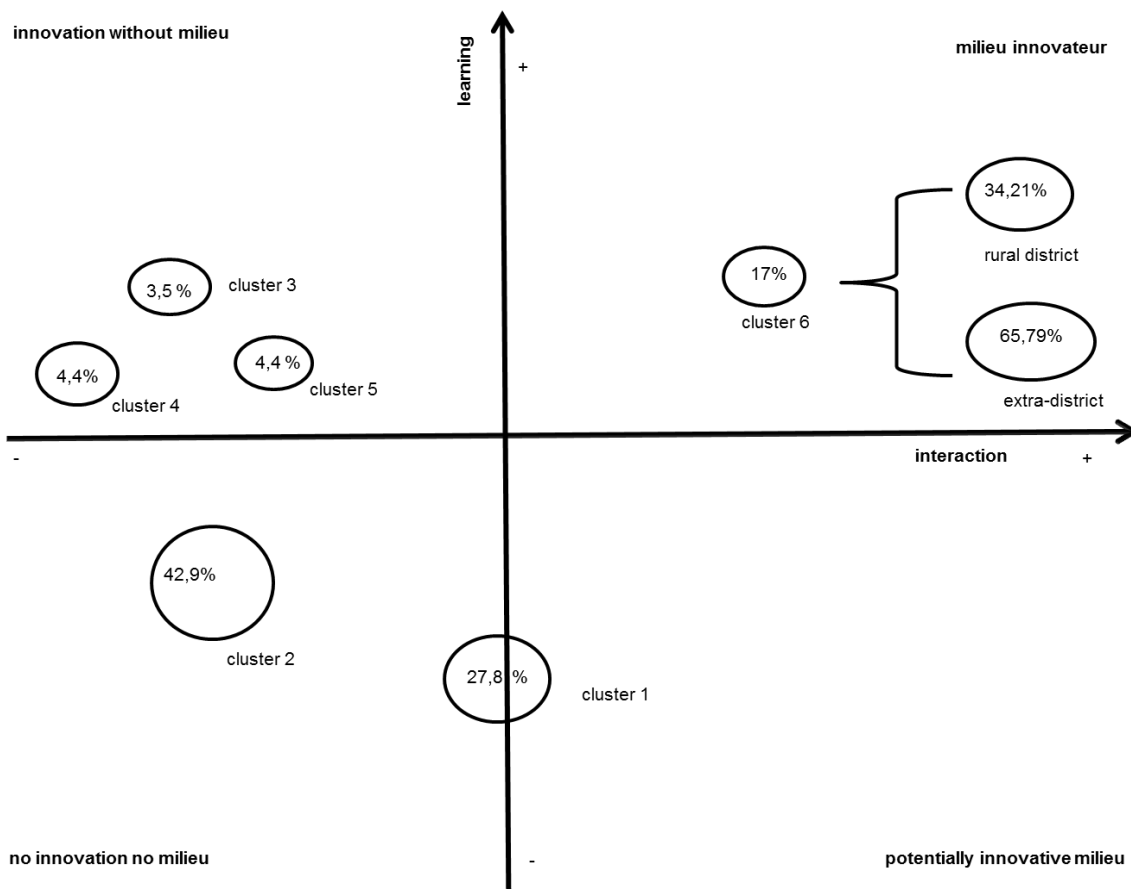 innovation without milieu
milieu innovateur
learning
+
34,21%
rural district
17%
cluster 6
3,5 %
cluster 3
65,79%
extra-district
4,4%
cluster 4
4,4 %
cluster 5
-
interaction
+
42,9%
cluster 2
27,8 %
cluster 1
no innovation no milieu
-
potentially innovative milieu